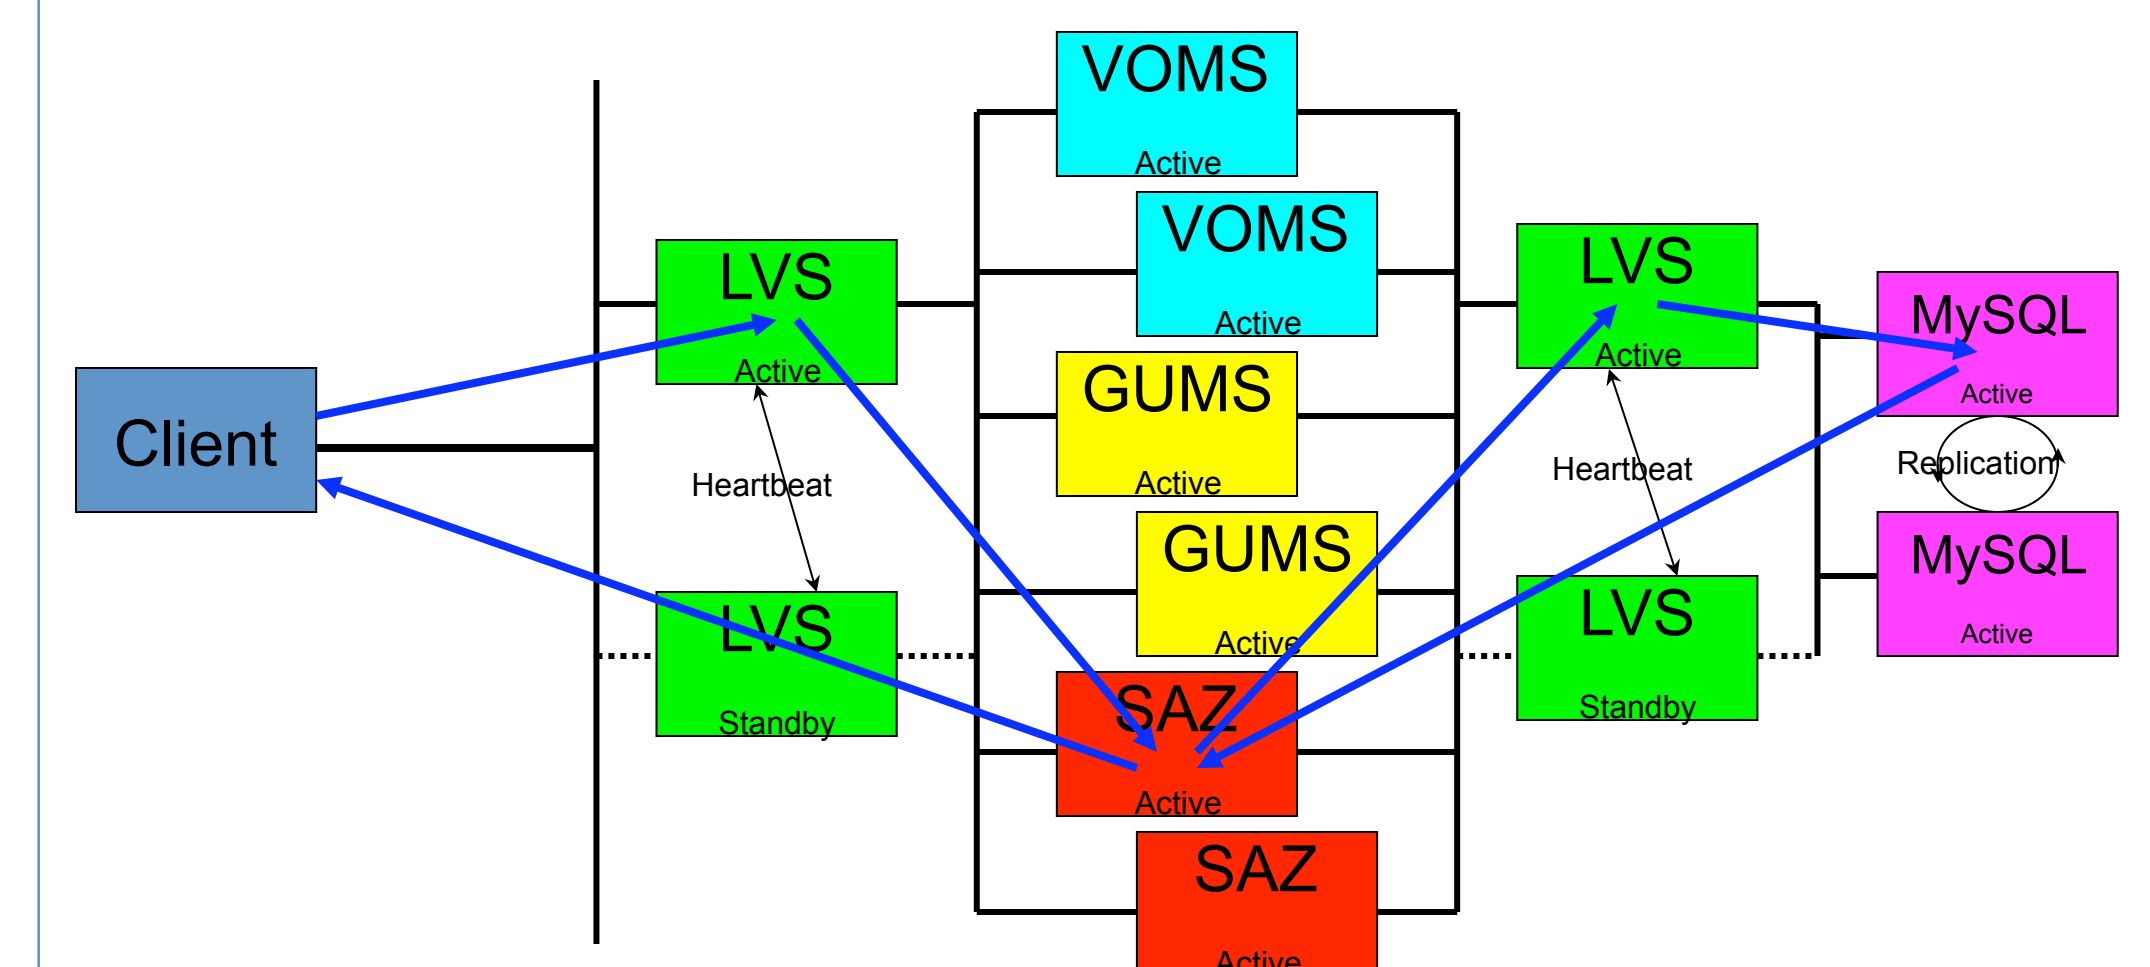 VOMS
Active
VOMS
Active
LVS
Active
LVS
Active
MySQL
Active
GUMS
Active
Client
Heartbeat
Heartbeat
Replication
GUMS
Active
MySQL
Active
LVS
Standby
LVS
Standby
SAZ
Active
SAZ
Active